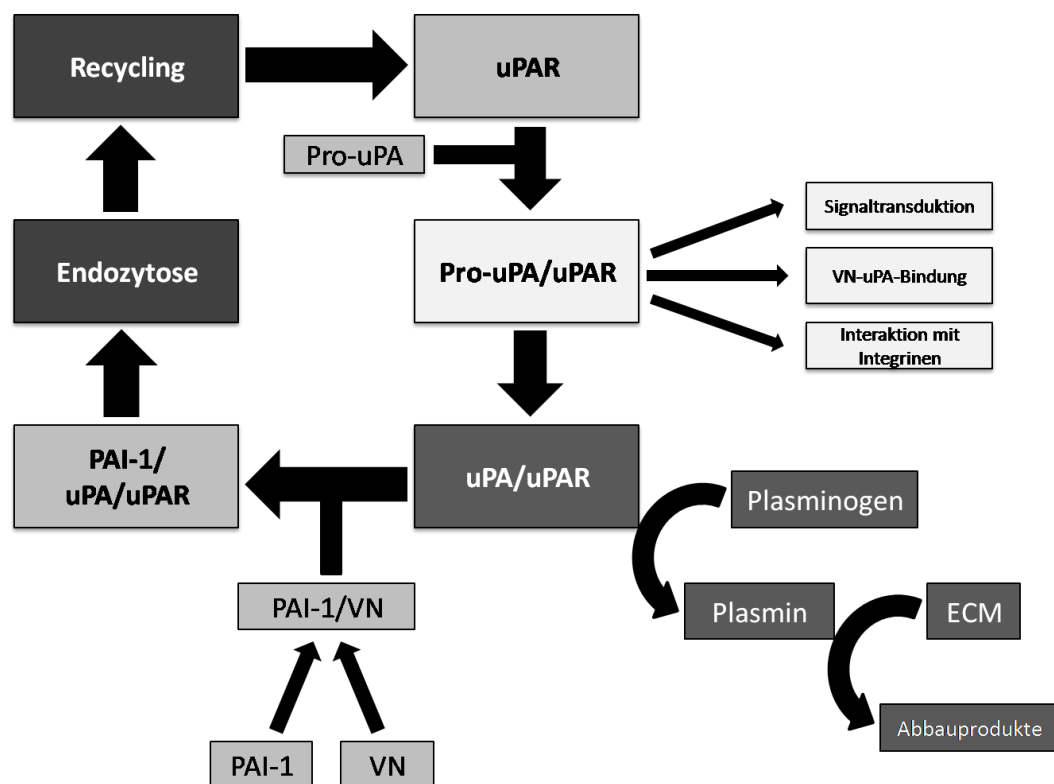 Recycling
uPAR
Pro-uPA
Endozytose
Pro-uPA/uPAR
Signaltransduktion
VN-uPA-Bindung
Interaktion mit
Integrinen
PAI-1/
uPA/uPAR
uPA/uPAR
Plasminogen
PAI-1/VN
Plasmin
ECM
PAI-1
VN
Abbauprodukte